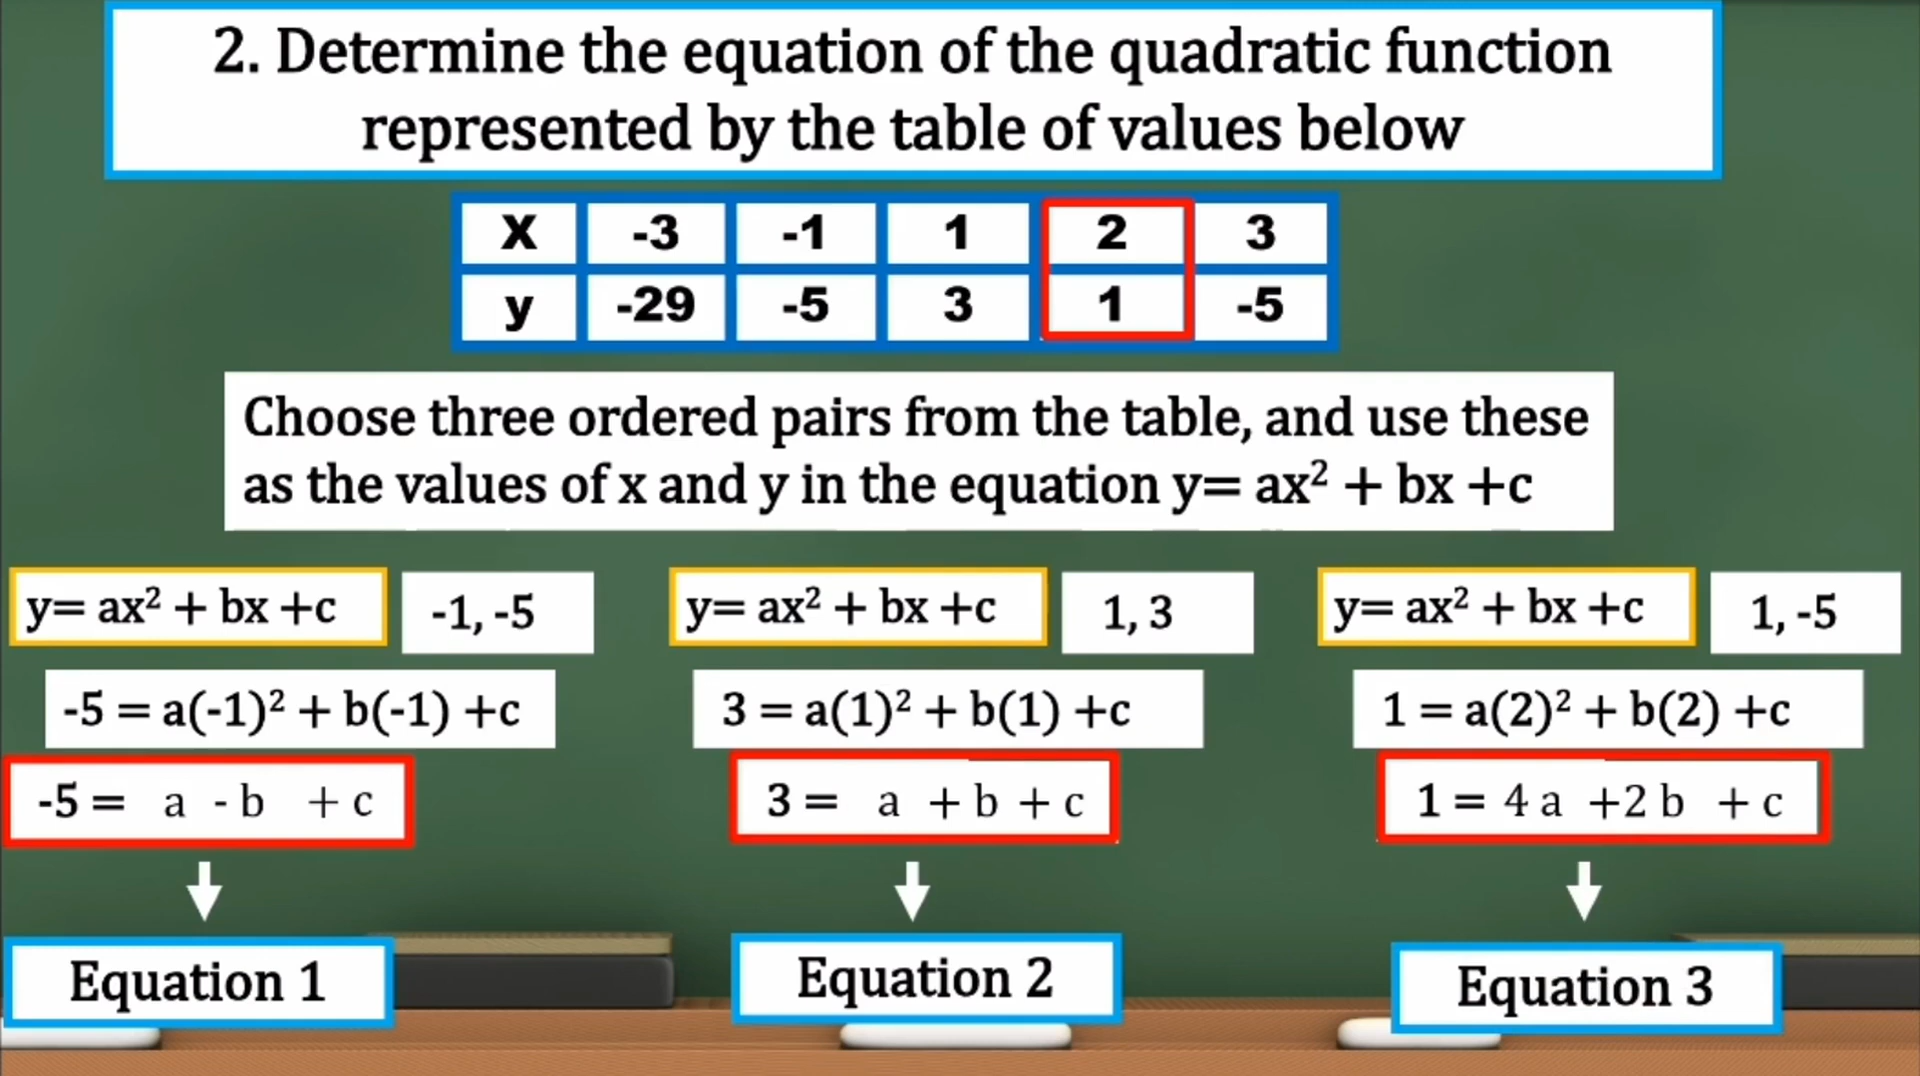 2. Determine the equation of the quadratic function
represented by the table of values below
X -3 -1 1 2 3
y -29 -5 3 1 -5
Choose three ordered pairs from the table, and use these
as the values of x and y in the equation y= ax² + bx +c
y= ax² + bx +c -1, -5 y= ax² + bx +c 1, 3 y= ax² + bx +c 1, -5
-5 = a(-1)² + b(-1) +c 3 = a(1)² + b(1) +c 1 = a(2)² + b(2) +c
-5 = a - b + c 3 = a + b + c 1 = 4 a +2 b + c
Equation 1 Equation 2 Equation 3